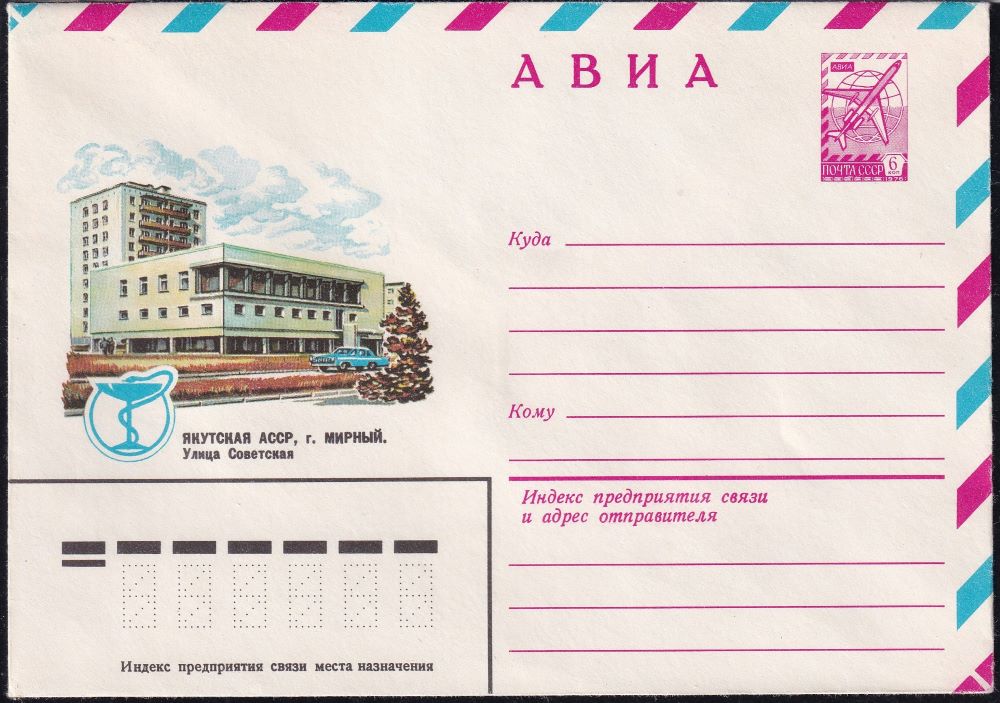 АВИА
АВИА
ПОЧТА СССР
6
КОП
1976
Куда
Кому
ЯКУТСКАЯ АССР, г. МИРНЫЙ.
Улица Советская
Индекс предприятия связи
и адрес отправителя
Индекс предприятия связи места назначения